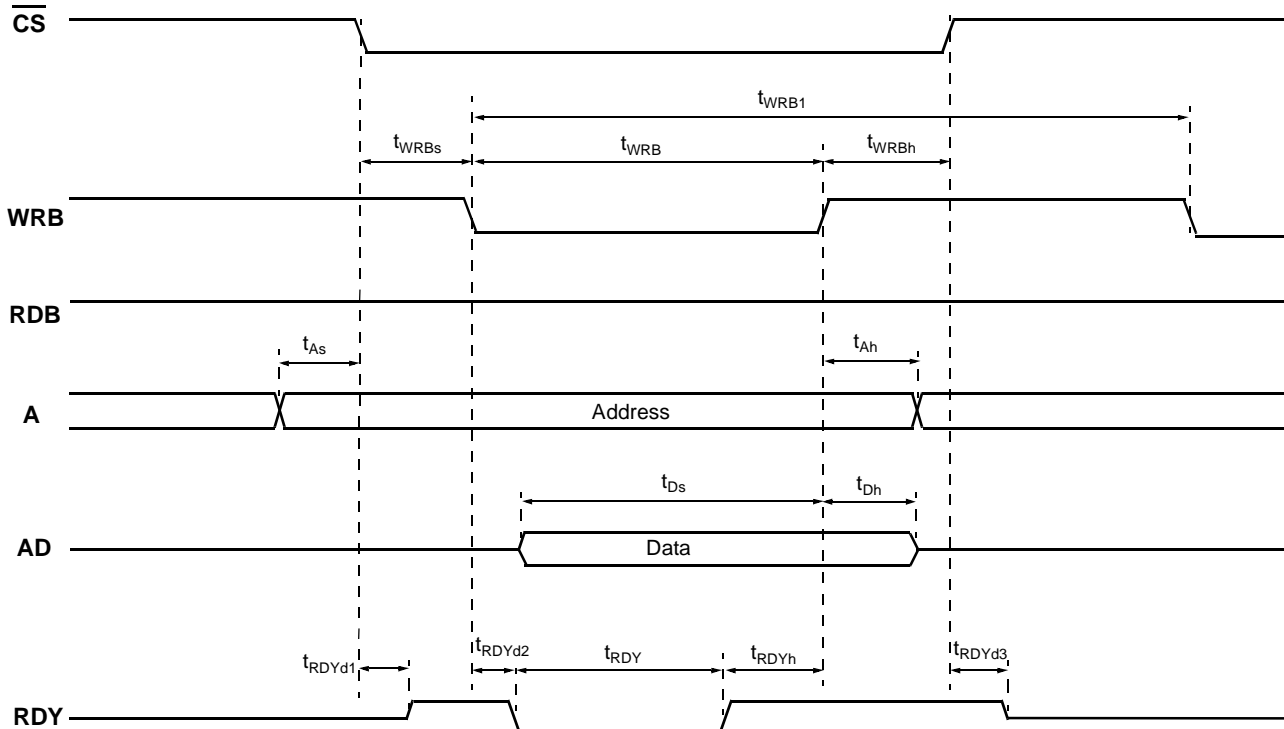 CS
tWRB1
tWRBs tWRB tWRBh
WRB
RDB
tAs tAh
A Address
tDs tDh
AD Data
tRDYd1 tRDYd2 tRDY tRDYh tRDYd3
RDY